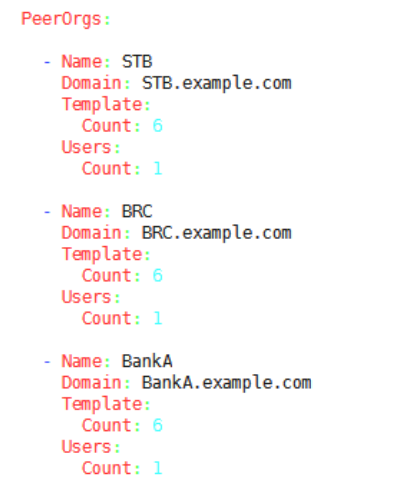 PeerOrgs:
- Name: STB
Domain: STB.example.com
Template:
Count: 6
Users:
Count: 1
- Name: BRC
Domain: BRC.example.com
Template:
Count: 6
Users:
Count: 1
- Name: BankA
Domain: BankA.example.com
Template:
Count: 6
Users:
Count: 1